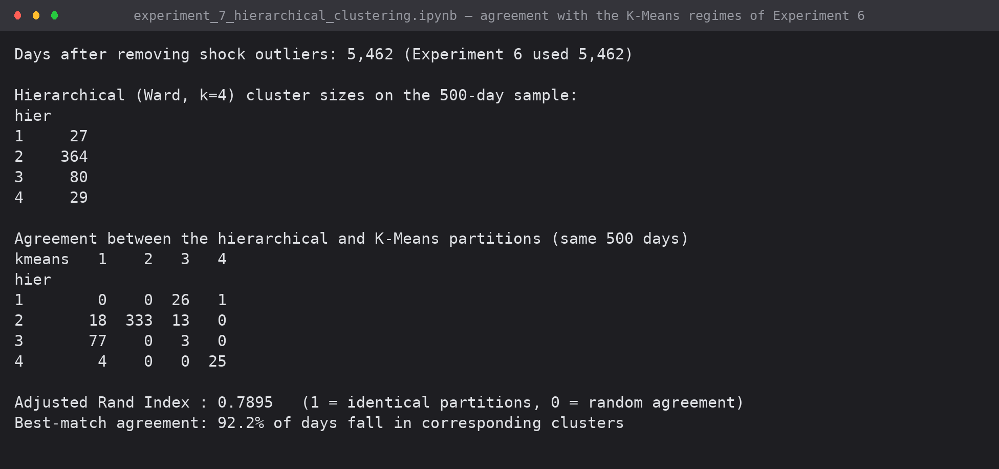 experiment_7_hierarchical_clustering.ipynb — agreement with the K-Means regimes of Experiment 6
Days after removing shock outliers: 5,462 (Experiment 6 used 5,462)
Hierarchical (Ward, k=4) cluster sizes on the 500-day sample:
hier
1     27
2    364
3     80
4     29
Agreement between the hierarchical and K-Means partitions (same 500 days)
kmeans   1    2   3   4
hier
1        0    0  26   1
2       18  333  13   0
3       77    0   3   0
4        4    0   0  25
Adjusted Rand Index : 0.7895   (1 = identical partitions, 0 = random agreement)
Best-match agreement: 92.2% of days fall in corresponding clusters